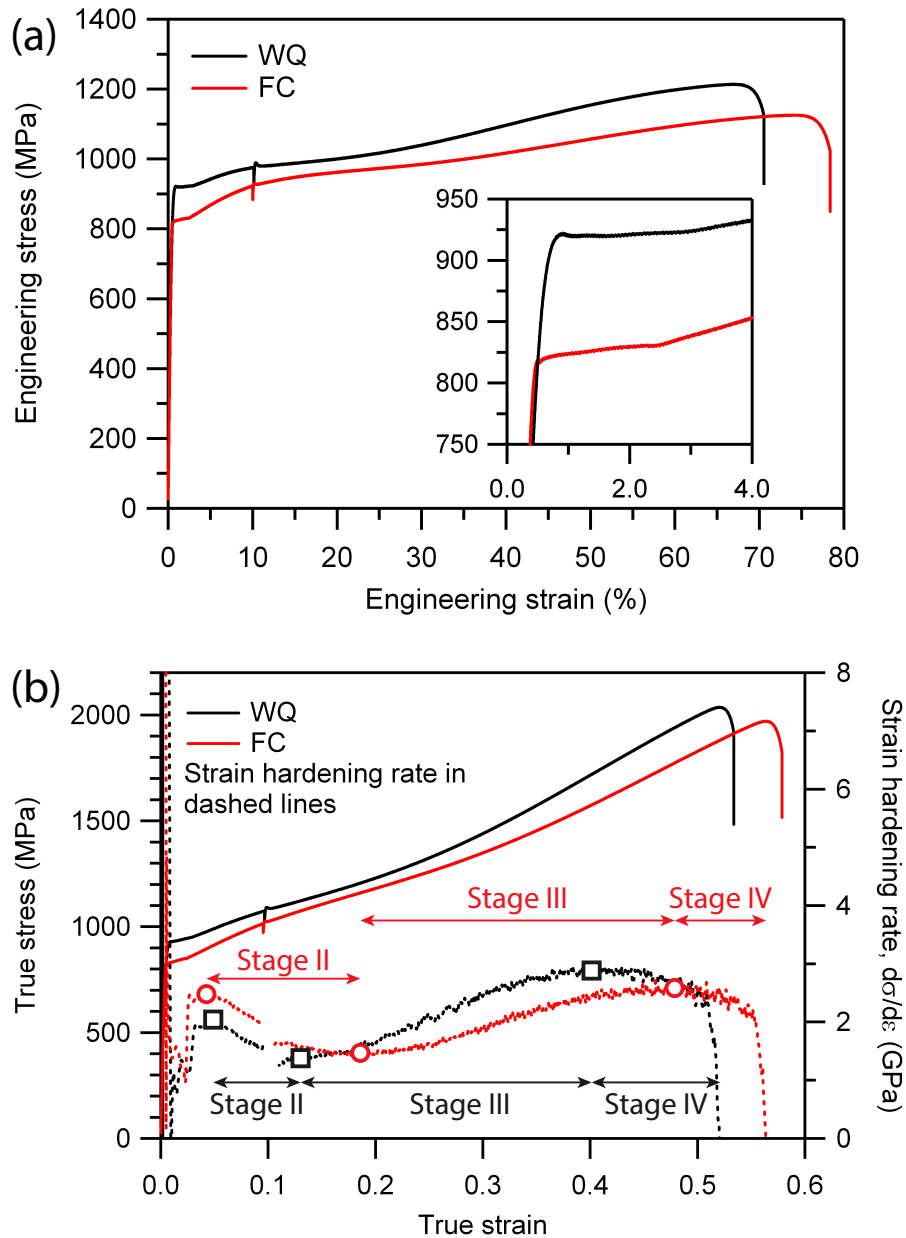 (a)
1400
1200
1000
800
600
400
200
0
Engineering stress (MPa)
WQ
FC
950
900
850
800
750
0.0 2.0 4.0
0 10 20 30 40 50 60 70 80
Engineering strain (%)
(b)
2000
1500
1000
500
0
True stress (MPa)
WQ
FC
Strain hardening rate in
dashed lines
Stage III
Stage IV
Stage II
Stage II
Stage III
Stage IV
8
6
4
2
0
Strain hardening rate, dσ/dε (GPa)
0.0 0.1 0.2 0.3 0.4 0.5 0.6
True strain